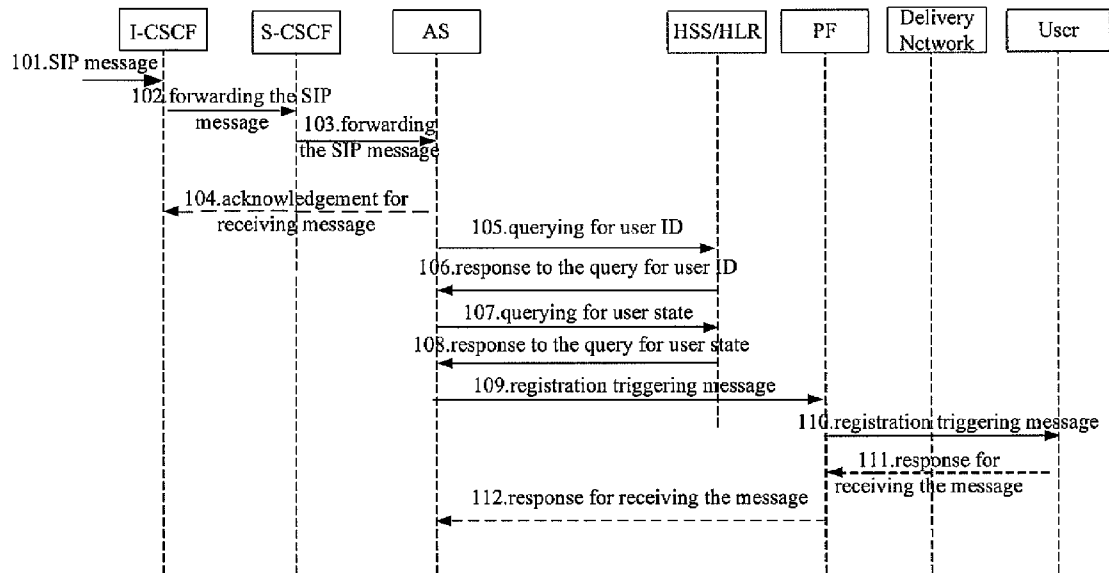 I-CSCF
S-CSCF
AS
HSS/HLR
PF
Delivery
Network
User
101.SIP message
102.forwarding the SIP
message
103.forwarding
the SIP message
104.acknowledgement for
receiving message
105.querying for user ID
106.response to the query for user ID
107.querying for user state
108.response to the query for user state
109.registration triggering message
110.registration triggering message
111.response for
receiving the message
112.response for receiving the message